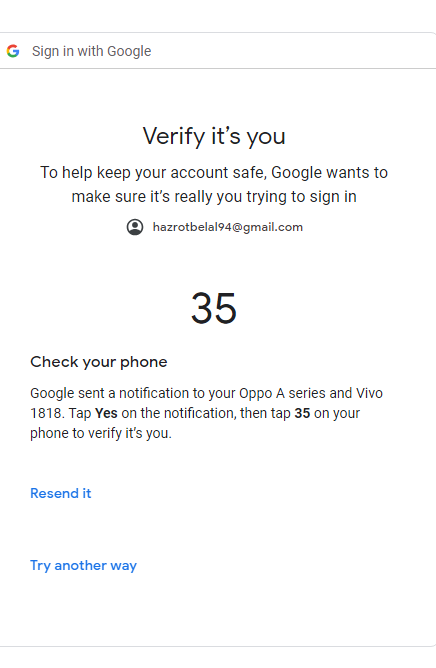 Sign in with Google
Verify it’s you
To help keep your account safe, Google wants to
make sure it’s really you trying to sign in
hazrotbelal94@gmail.com
35
Check your phone
Google sent a notification to your Oppo A series and Vivo
1818. Tap Yes on the notification, then tap 35 on your
phone to verify it’s you.
Resend it
Try another way